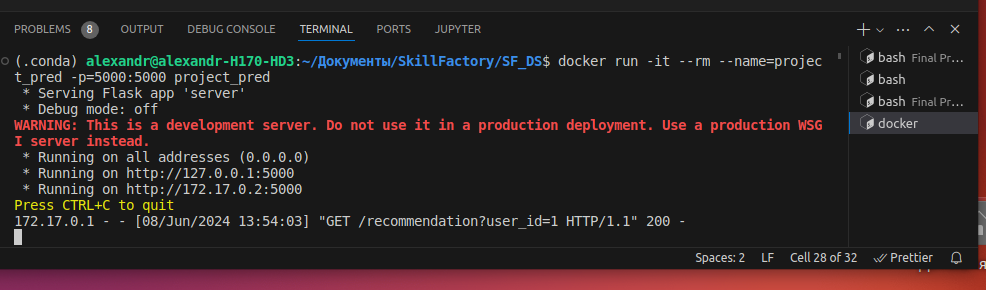 PROBLEMS 8 OUTPUT DEBUG CONSOLE TERMINAL PORTS JUPYTER
(.conda) alexandr@alexandr-H170-HD3:~/Документы/SkillFactory/SF_DS$ docker run -it --rm --name=projec
t_pred -p=5000:5000 project_pred
* Serving Flask app 'server'
* Debug mode: off
WARNING: This is a development server. Do not use it in a production deployment. Use a production WSG
I server instead.
* Running on all addresses (0.0.0.0)
* Running on http://127.0.0.1:5000
* Running on http://172.17.0.2:5000
Press CTRL+C to quit
172.17.0.1 - - [08/Jun/2024 13:54:03] "GET /recommendation?user_id=1 HTTP/1.1" 200 -
bash Final Pr...
bash
bash Final Pr...
docker
Spaces: 2 LF Cell 28 of 32 Prettier